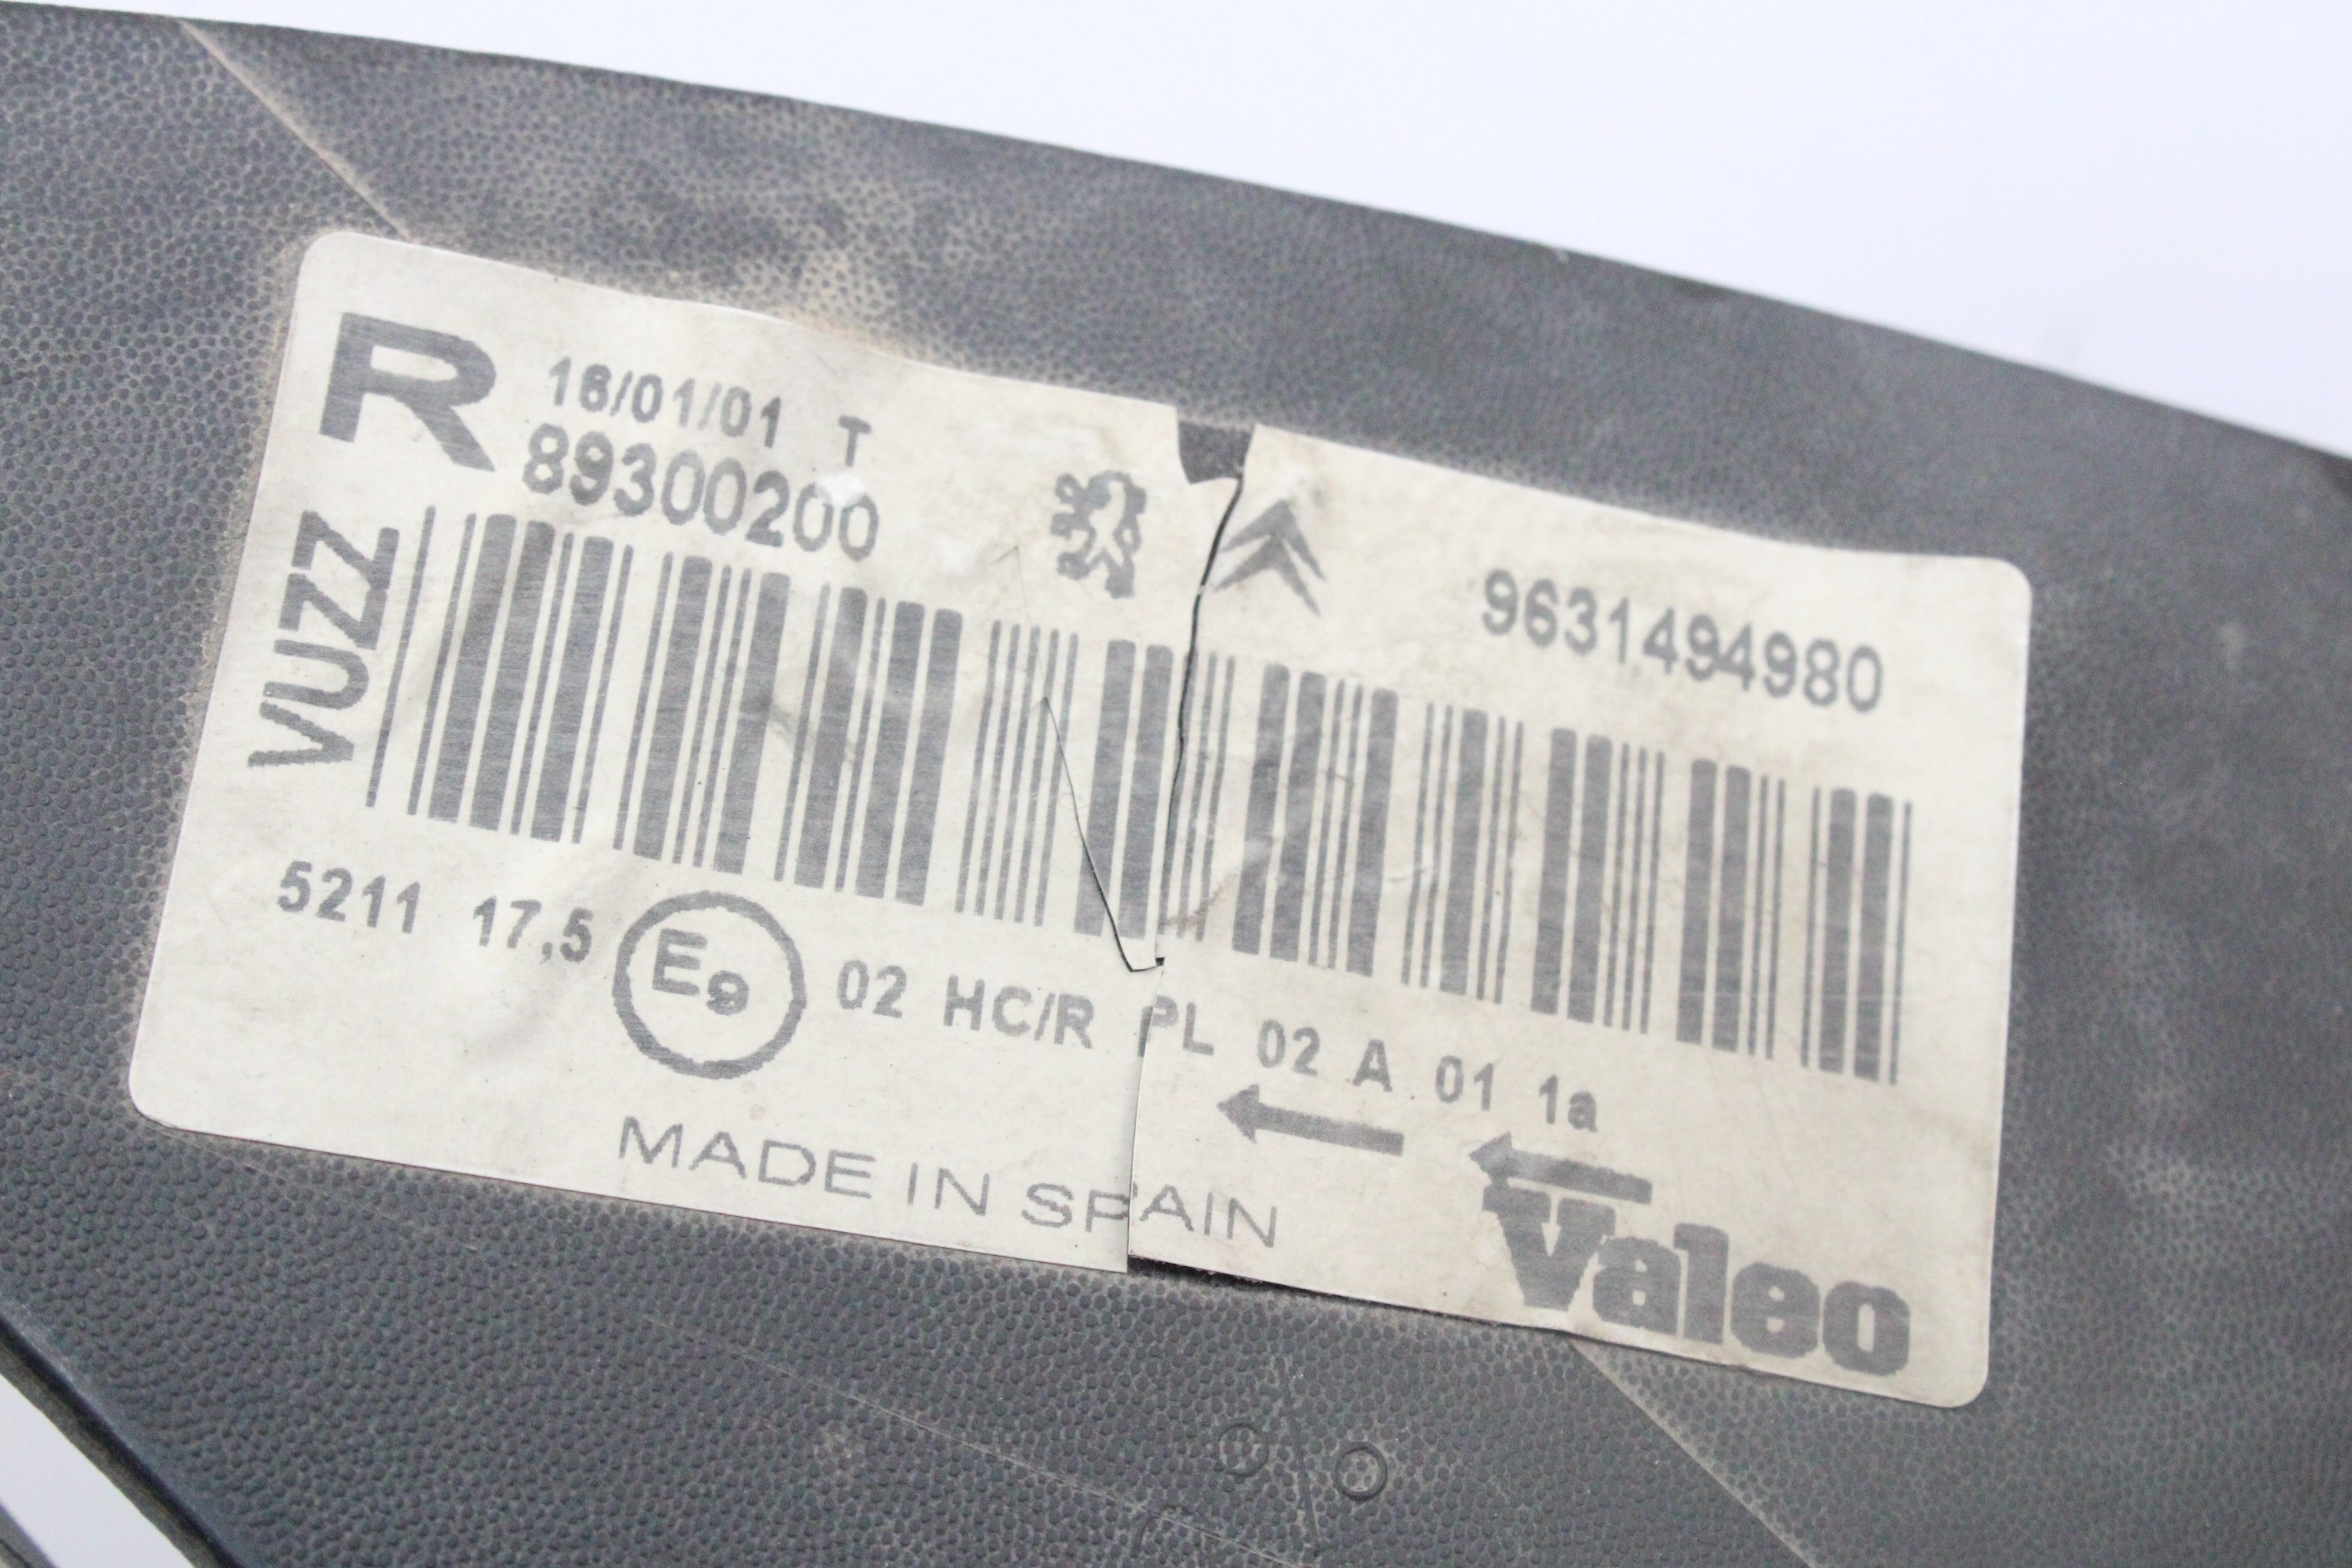 R
16/01/01 T
89300200
9631494980
VUZZ
5211 17,5 E9 02 HC/R PL 02 A 01 1a
MADE IN SPAIN
Valeo